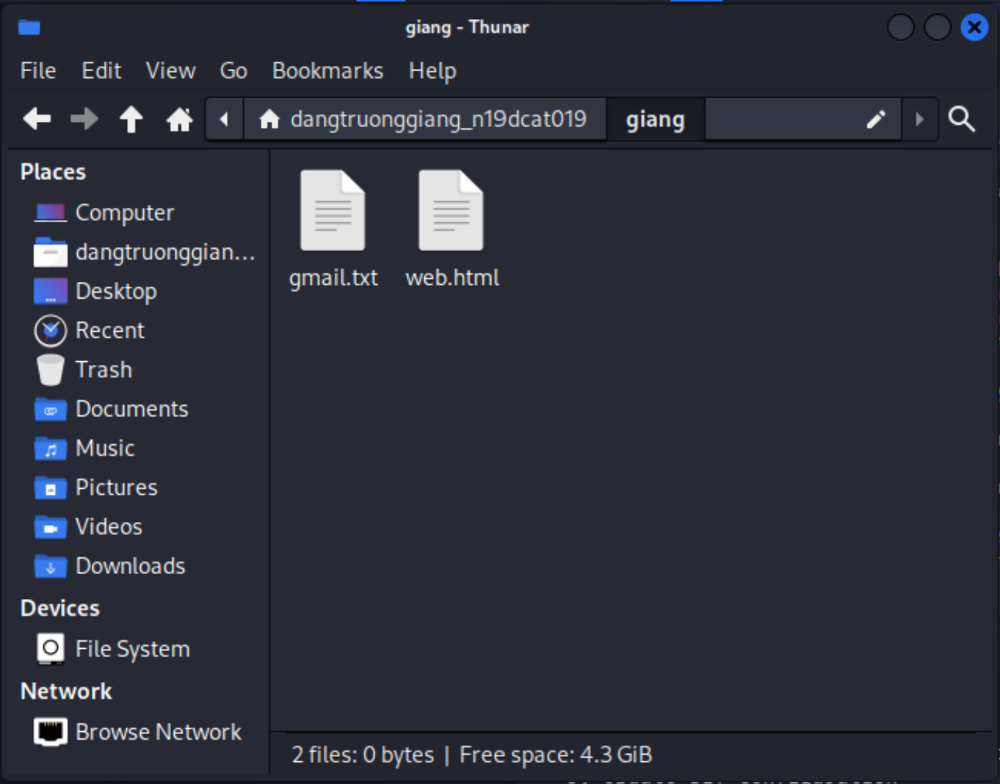 giang - Thunar
File Edit View Go Bookmarks Help
dangtruonggiang_n19dcat019 giang
Places
Computer
dangtruonggian...
Desktop
Recent
Trash
Documents
Music
Pictures
Videos
Downloads
Devices
File System
Network
Browse Network
gmail.txt web.html
2 files: 0 bytes | Free space: 4.3 GiB